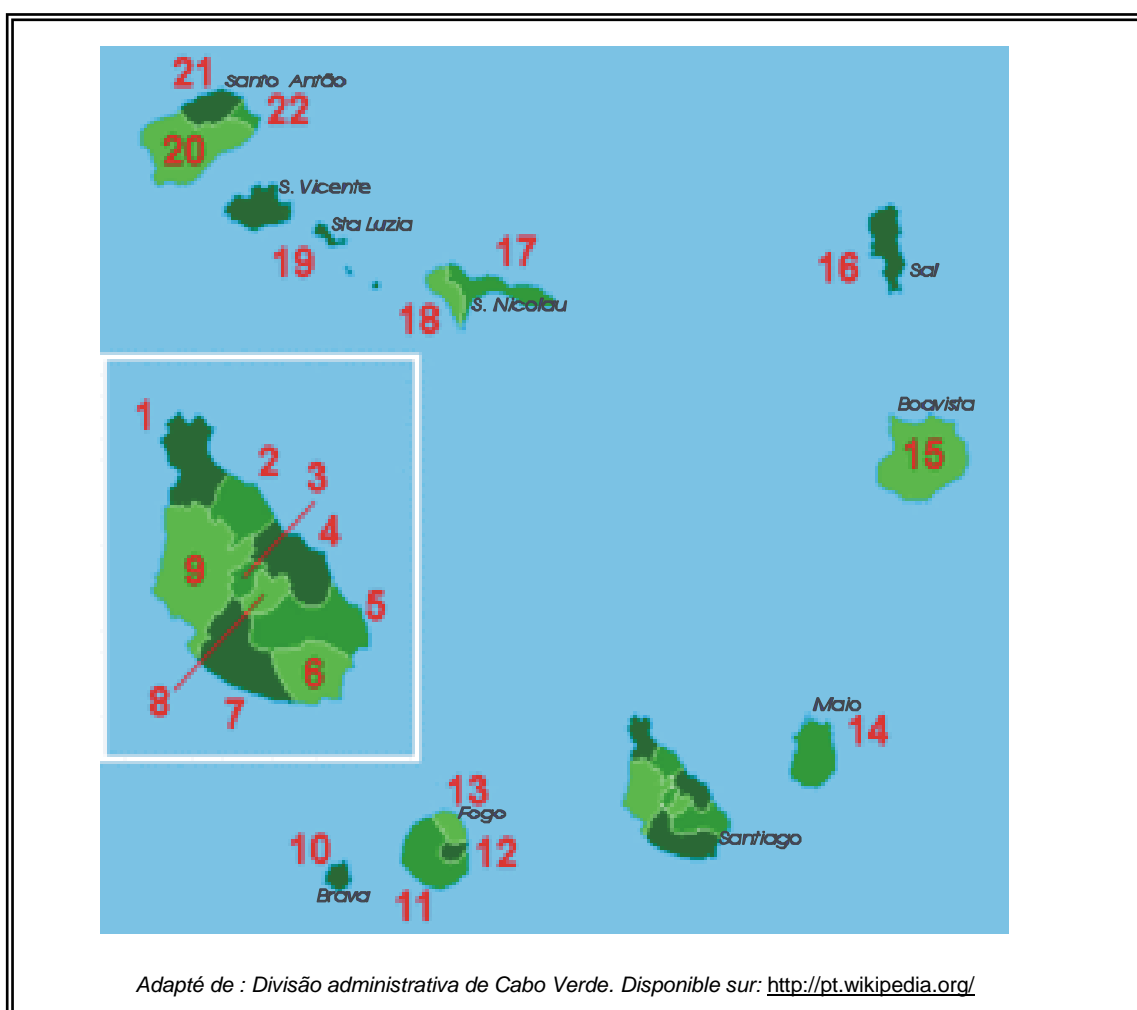 21 Santo Antão
22
20
S. Vicente
Sta Luzia
19
17
16 Sal
18 S. Nicolau
Boavista
15
1
2
3
4
9
5
6
8
7
Maio
14
13
Fogo
10
12
Santiago
Brava
11
Adapté de : Divisão administrativa de Cabo Verde. Disponible sur: http://pt.wikipedia.org/